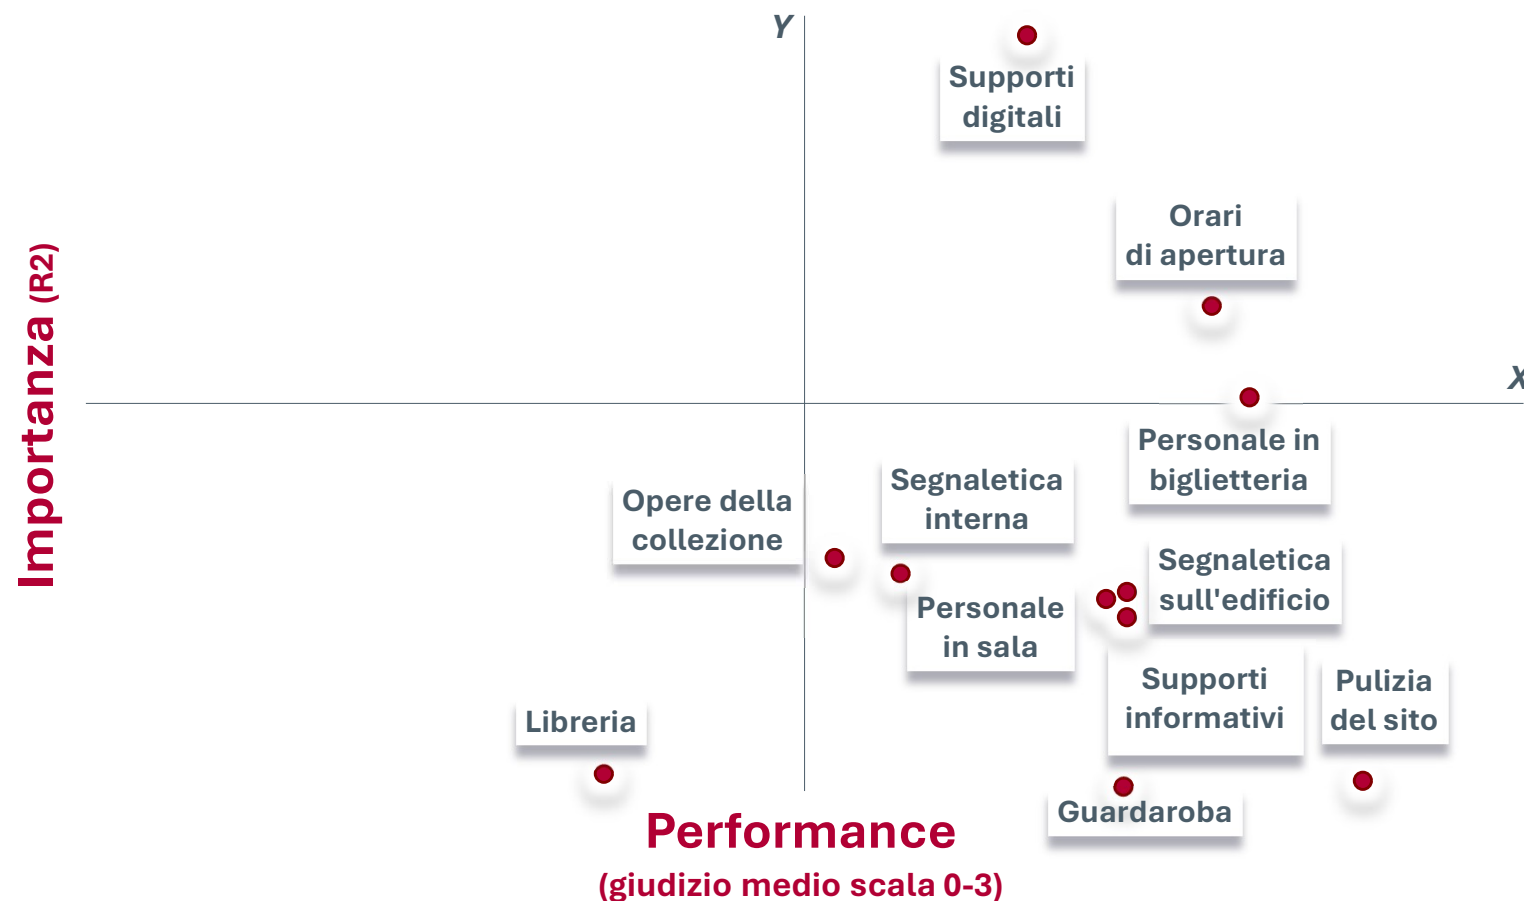 Y
Supporti
digitali
Orari
di apertura
X
Importanza (R2)
Personale in
biglietteria
Segnaletica
interna
Opere della
collezione
Segnaletica
sull'edificio
Personale
in sala
Supporti
informativi
Pulizia
del sito
Libreria
Guardaroba
Performance
(giudizio medio scala 0-3)